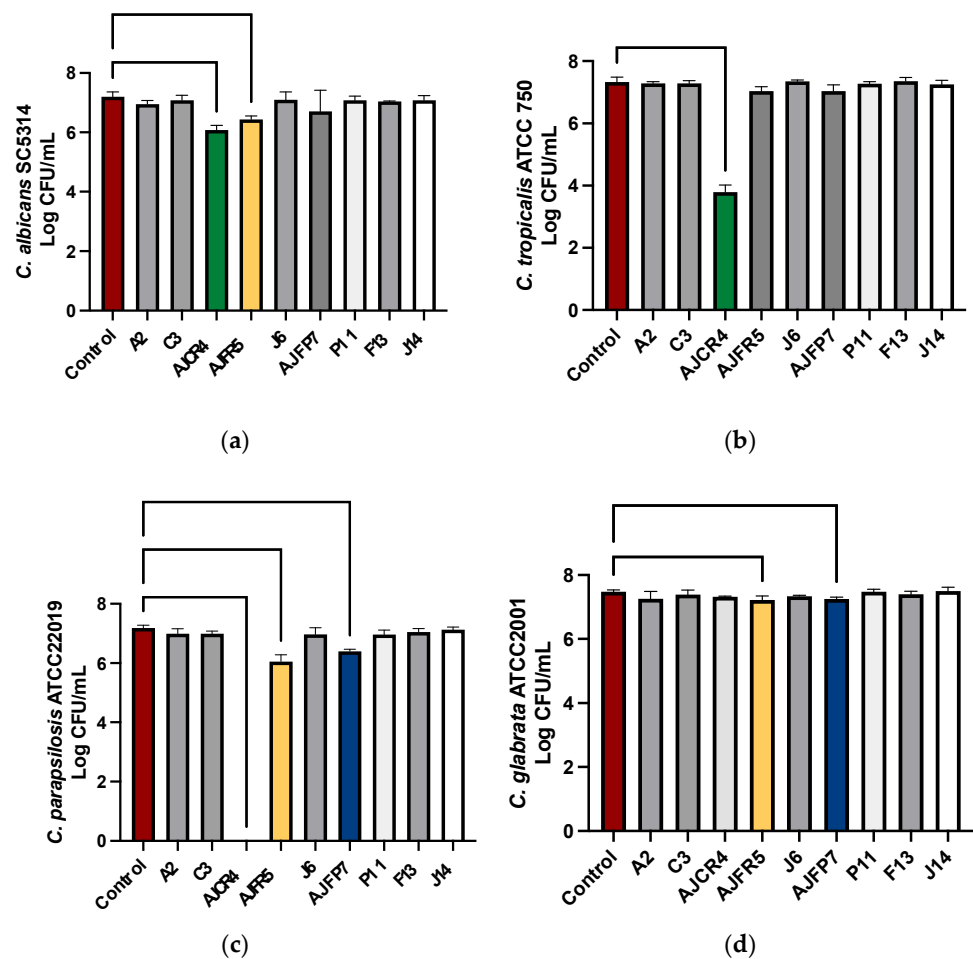 C. albicans SC5314
Log CFU/mL
8
6
4
2
0
Control
A2
C3
AJCR4
AJFR5
J6
AJFP7
P11
F13
J14
(a)
C. tropicalis ATCC 750
Log CFU/mL
8
6
4
2
0
Control
A2
C3
AJCR4
AJFR5
J6
AJFP7
P11
F13
J14
(b)
C. parapsilosis ATCC22019
Log CFU/mL
8
6
4
2
0
Control
A2
C3
AJCR4
AJFR5
J6
AJFP7
P11
F13
J14
(c)
C. glabrata ATCC2001
Log CFU/mL
8
6
4
2
0
Control
A2
C3
AJCR4
AJFR5
J6
AJFP7
P11
F13
J14
(d)